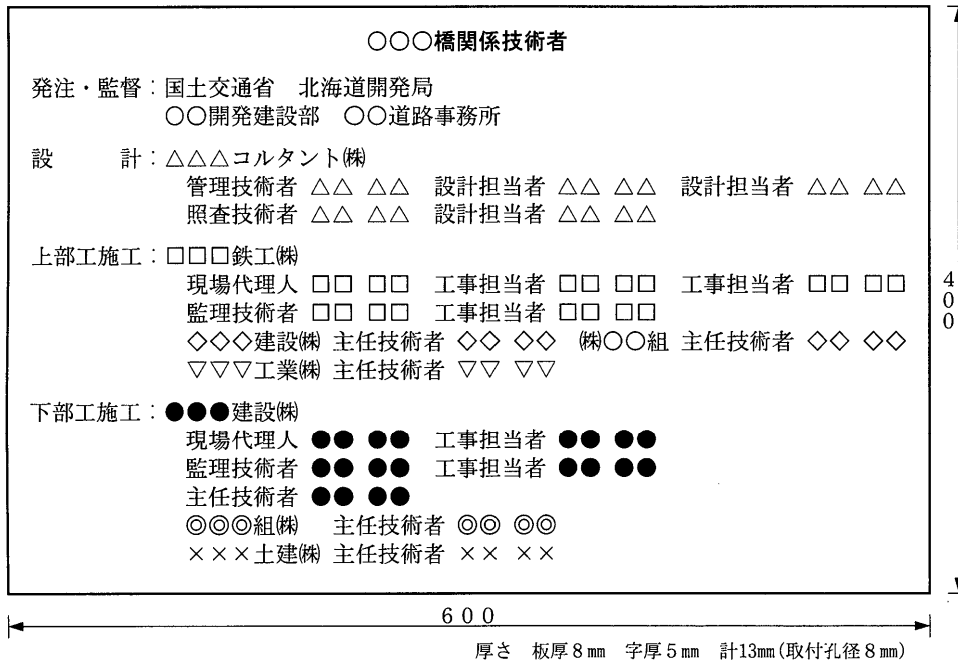 ○○○橋関係技術者
発注・監督：国土交通省　北海道開発局
○○開発建設部　○○道路事務所
設　　　計：△△△コルタント㈱
管理技術者 △△ △△　設計担当者 △△ △△　設計担当者 △△ △△
照査技術者 △△ △△　設計担当者 △△ △△
上部工施工：□□□鉄工㈱
現場代理人 □□ □□　工事担当者 □□ □□　工事担当者 □□ □□
監理技術者 □□ □□　工事担当者 □□ □□
◇◇◇建設㈱ 主任技術者 ◇◇ ◇◇　㈱○○組 主任技術者 ◇◇ ◇◇
▽▽▽工業㈱ 主任技術者 ▽▽ ▽▽
下部工施工：●●●建設㈱
現場代理人 ●● ●●　工事担当者 ●● ●●
監理技術者 ●● ●●　工事担当者 ●● ●●
主任技術者 ●● ●●
◎◎◎組㈱　主任技術者 ◎◎ ◎◎
×××土建㈱ 主任技術者 ×× ××
400
600
厚さ　板厚8㎜　字厚5㎜　計13㎜(取付孔径8㎜)